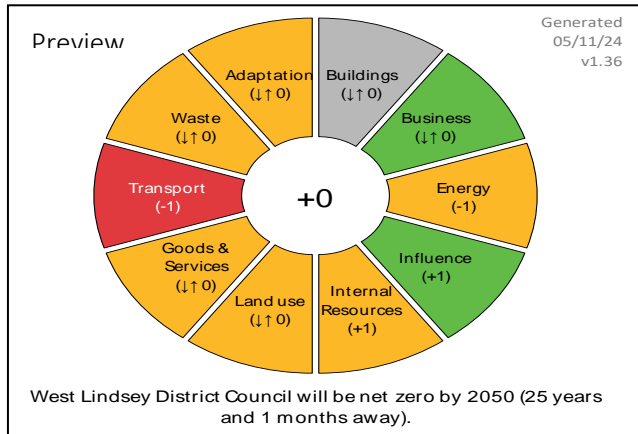 Preview
Generated
05/11/24
v1.36
Adaptation
(↓↑ 0)
Buildings
(↓↑ 0)
Waste
(↓↑ 0)
Business
(↓↑ 0)
Transport
(-1)
+0
Energy
(-1)
Goods &
Services
(↓↑ 0)
Influence
(+1)
Land use
(↓↑ 0)
Internal
Resources
(+1)
West Lindsey District Council will be net zero by 2050 (25 years
and 1 months away).